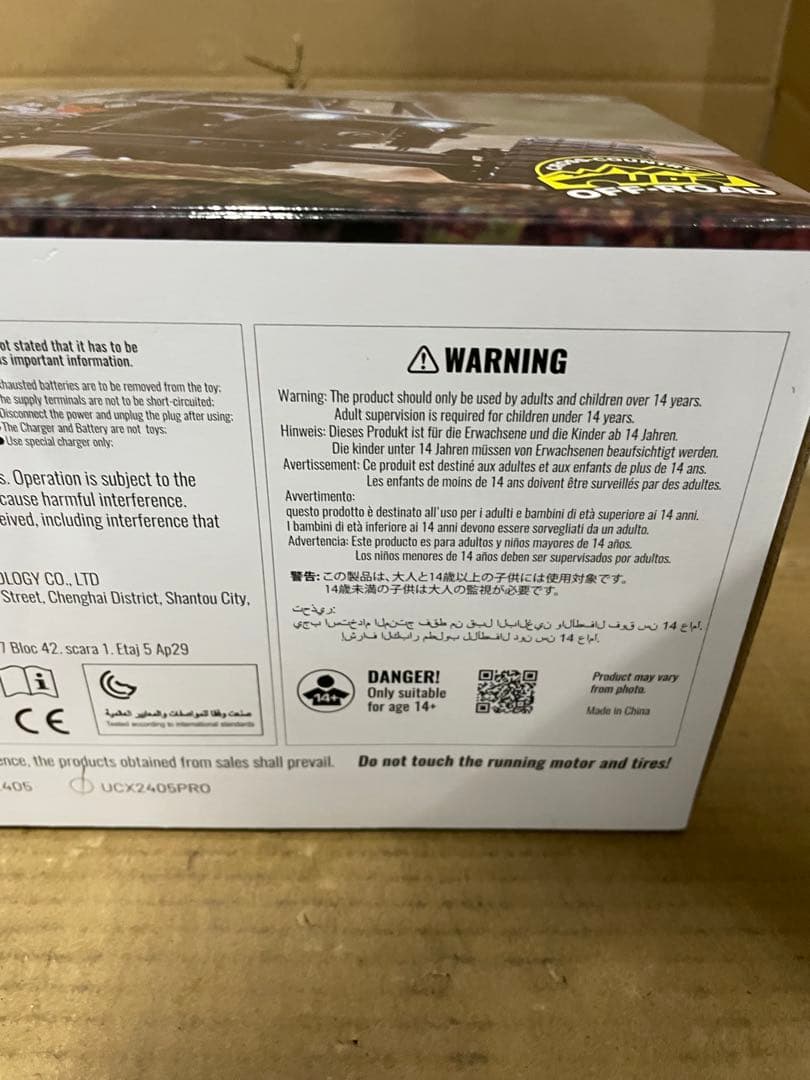 OFF-ROAD
ot stated that it has to be
s important information.
hausted batteries are to be removed from the toy:
he supply terminals are not to be short-circuited:
Disconnect the power and unplug the plug after using:
The Charger and Battery are not toys:
●Use special charger only:
s. Operation is subject to the
cause harmful interference.
eived, including interference that
OLOGY CO., LTD
Street, Chenghai District, Shantou City,
7 Bloc 42. scara 1. Etaj 5 Ap29
CE
صنعت وفقا للمواصفات والمعايير العالمية
Tested according to international standards
⚠ WARNING
Warning: The product should only be used by adults and children over 14 years.
Adult supervision is required for children under 14 years.
Hinweis: Dieses Produkt ist für die Erwachsene und die Kinder ab 14 Jahren.
Die kinder unter 14 Jahren müssen von Erwachsenen beaufsichtigt werden.
Avertissement: Ce produit est destiné aux adultes et aux enfants de plus de 14 ans.
Les enfants de moins de 14 ans doivent être surveillés par des adultes.
Avvertimento:
questo prodotto è destinato all'uso per i adulti e bambini di età superiore ai 14 anni.
I bambini di età inferiore ai 14 anni devono essere sorvegliati da un adulto.
Advertencia: Este producto es para adultos y niños mayores de 14 años.
Los niños menores de 14 años deben ser supervisados por adultos.
警告: この製品は、大人と14歳以上の子供には使用対象です。
14歳未満の子供は大人の監視が必要です。
14+
DANGER!
Only suitable
for age 14+
Product may vary
from photo.
Made in China
ence, the products obtained from sales shall prevail. Do not touch the running motor and tires!
405 UCX2405PRO